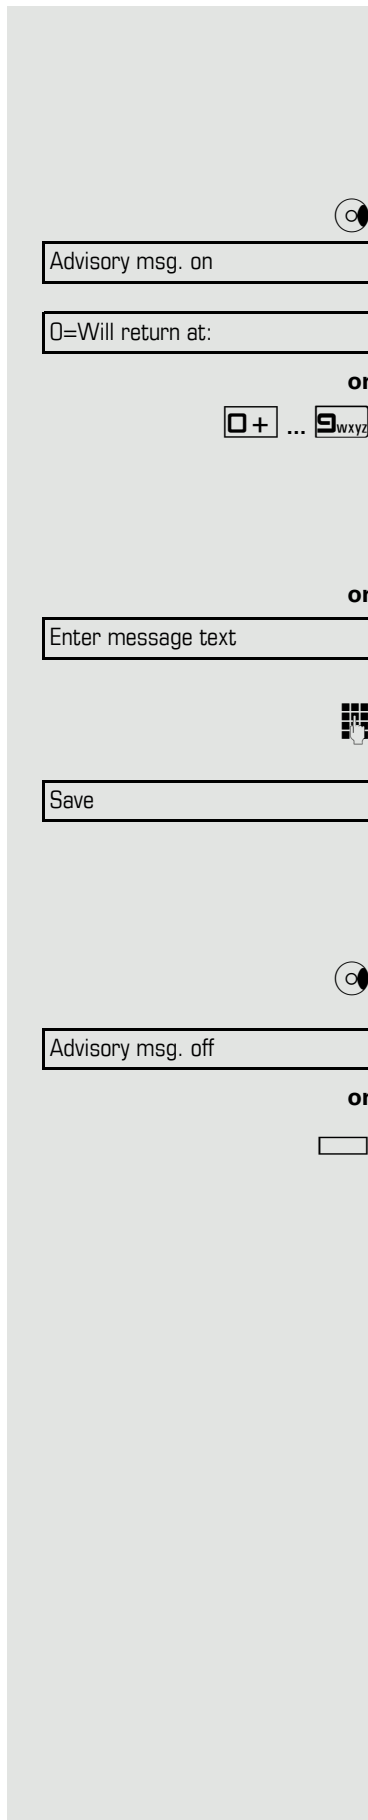 Advisory msg. on
0=Will return at:
or
0 + ... 9wxyz
or
Enter message text
Save
Advisory msg. off
or